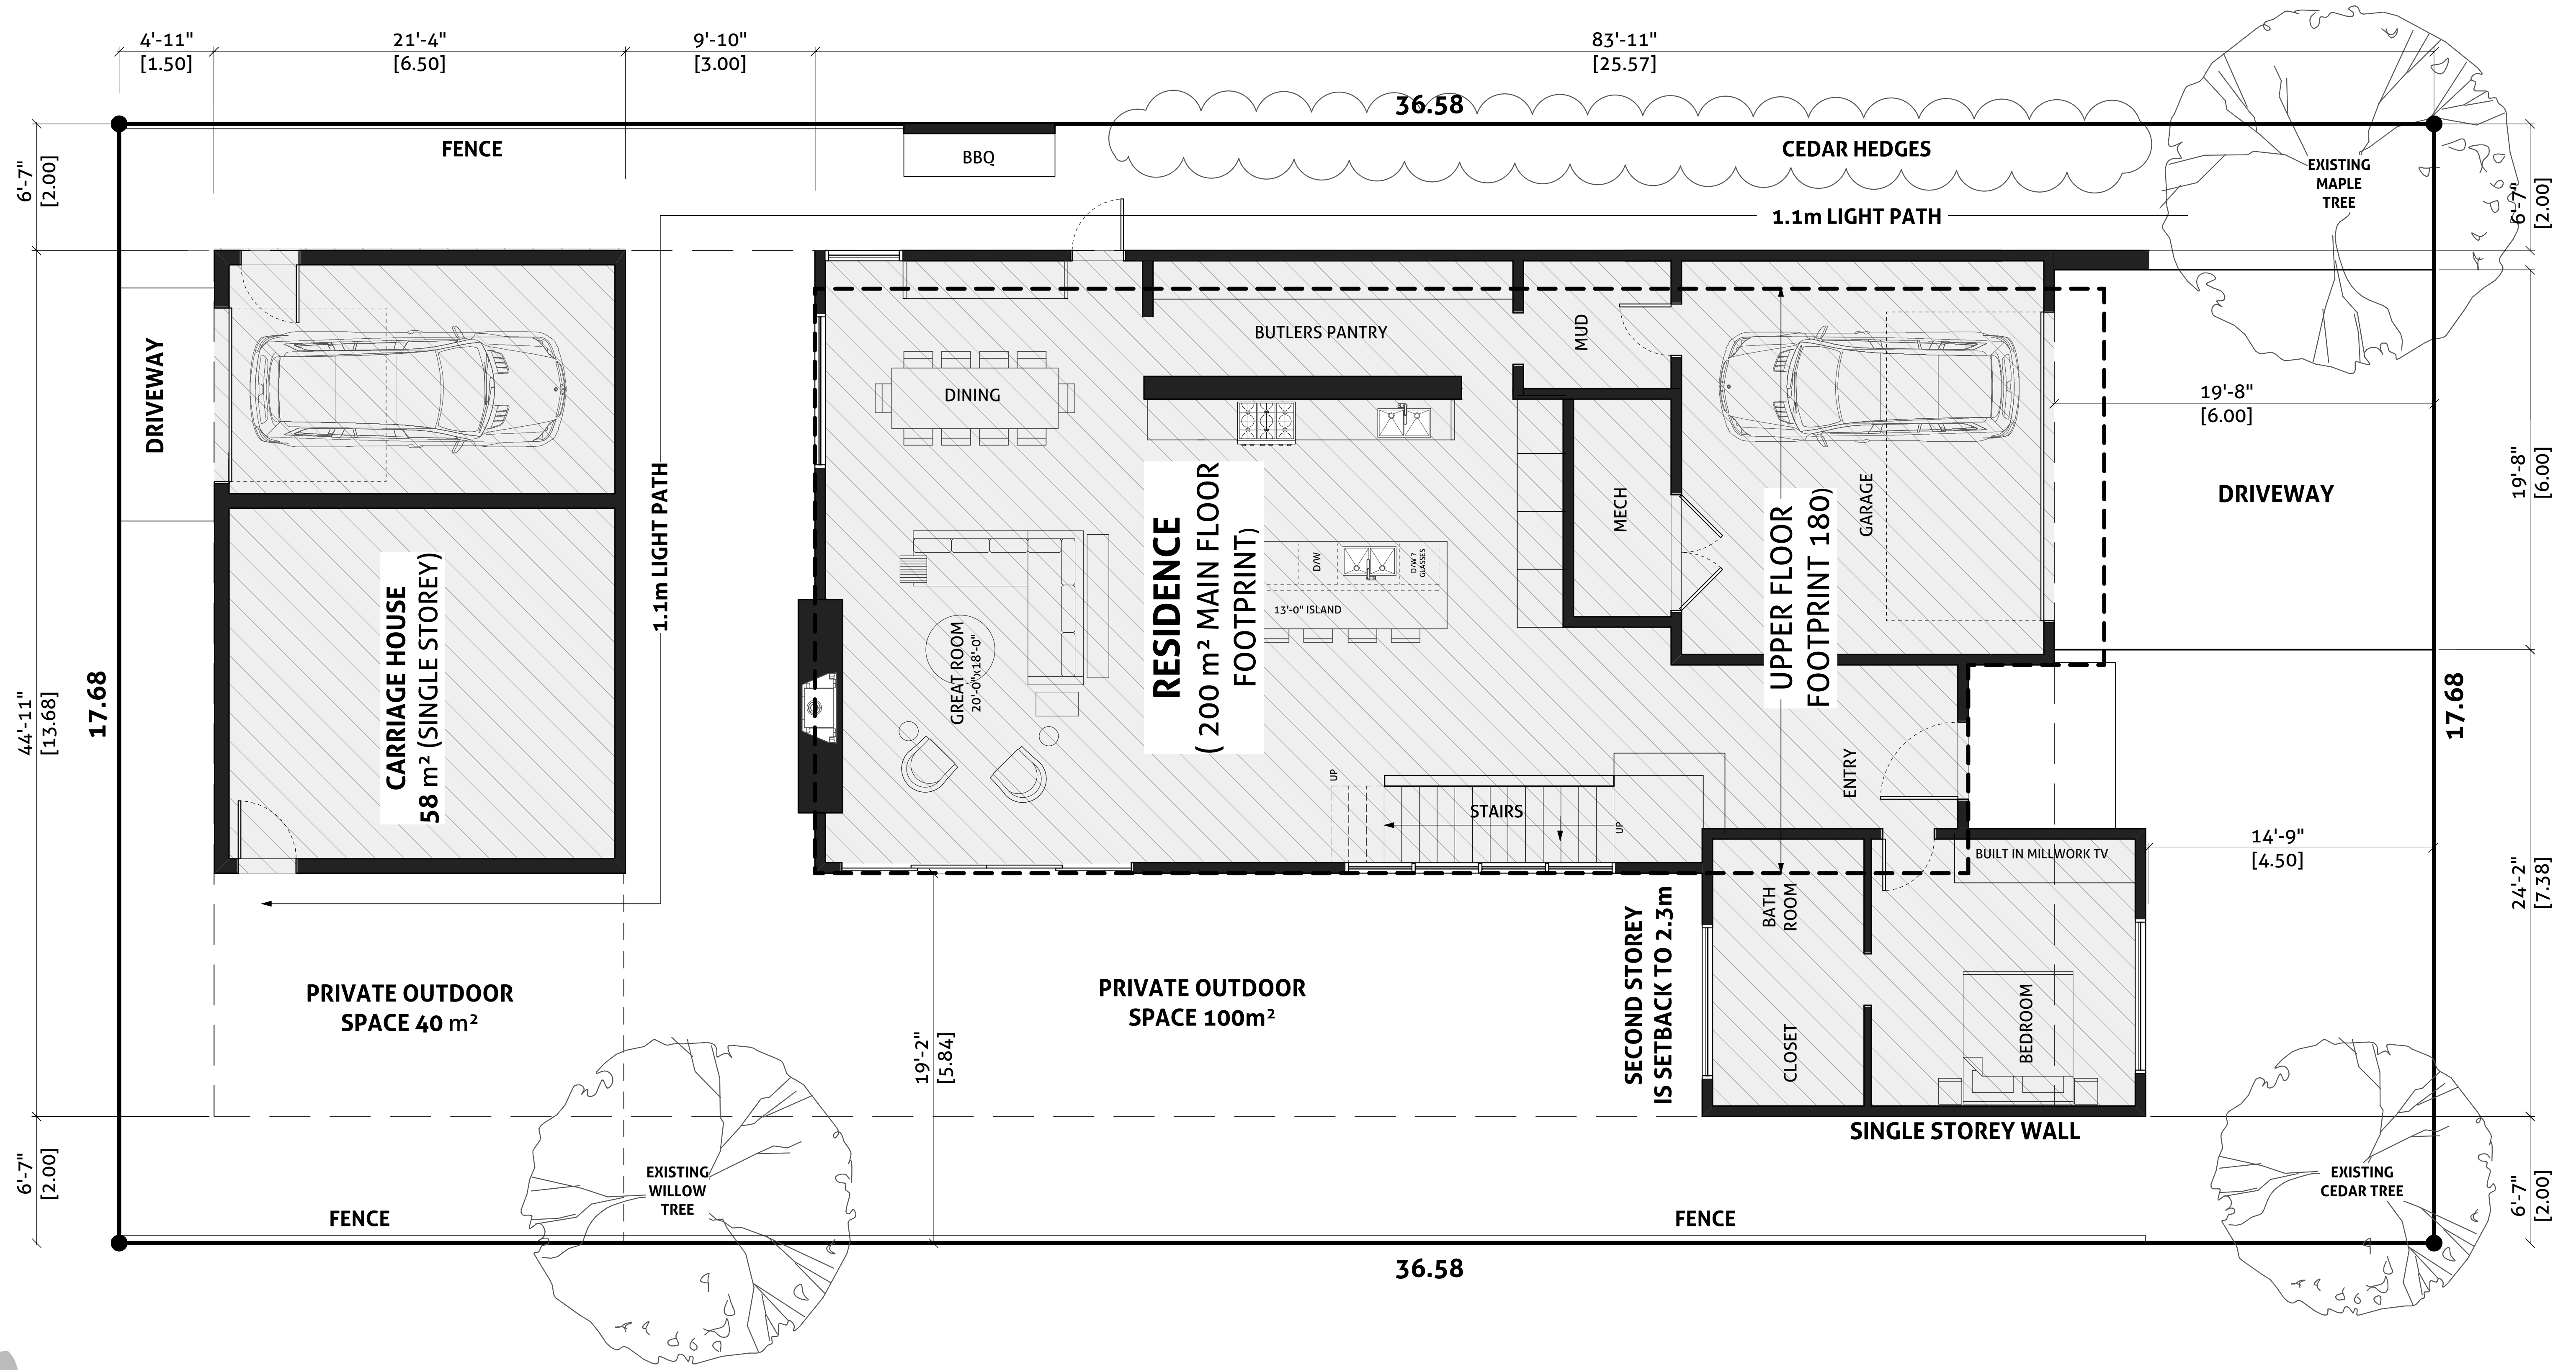 4'-11"
[1.50]
21'-4"
[6.50]
9'-10"
[3.00]
83'-11"
[25.57]
36.58
FENCE
BBQ
CEDAR HEDGES
EXISTING
MAPLE
TREE
6'-7"
[2.00]
6'-7"
[2.00]
1.1m LIGHT PATH
DRIVEWAY
DINING
BUTLERS PANTRY
MUD
19'-8"
[6.00]
1.1m LIGHT PATH
MECH
GARAGE
DRIVEWAY
19'-8"
[6.00]
CARRIAGE HOUSE
58 m² (SINGLE STOREY)
RESIDENCE
( 200 m² MAIN FLOOR
FOOTPRINT)
UPPER FLOOR
FOOTPRINT 180)
D/W
D/W ?
GLASSES
13'-0" ISLAND
GREAT ROOM
20'-0"x18'-0"
44'-11"
[13.68]
17.68
17.68
UP
STAIRS
UP
ENTRY
BUILT IN MILLWORK TV
14'-9"
[4.50]
24'-2"
[7.38]
BATH
ROOM
SECOND STOREY
IS SETBACK TO 2.3m
PRIVATE OUTDOOR
SPACE 40 m²
PRIVATE OUTDOOR
SPACE 100m²
19'-2"
[5.84]
CLOSET
BEDROOM
SINGLE STOREY WALL
6'-7"
[2.00]
EXISTING
WILLOW
TREE
EXISTING
CEDAR TREE
6'-7"
[2.00]
FENCE
FENCE
36.58